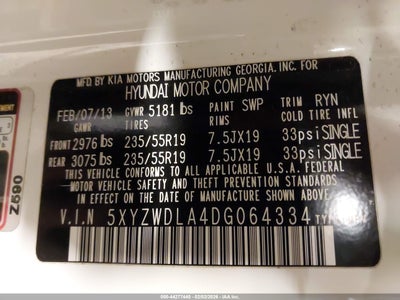 MFD. BY KIA MOTORS MANUFACTURING GEORGIA, INC. FOR
HYUNDAI MOTOR COMPANY
FEB/07/13 GVWR 5181 lbs PAINT SWP TRIM RYN
GAWR TIRES RIMS COLD TIRE INFL
FRONT 2976 lbs 235/55R19 7.5JX19 33psi SINGLE
REAR 3075 lbs 235/55R19 7.5JX19 33psi SINGLE
THIS VEHICLE CONFORMS TO ALL APPLICABLE U.S.A. FEDERAL
MOTOR VEHICLE SAFETY AND THEFT PREVENTION STANDARDS
IN EFFECT ON THE DATE OF MANUFACTURE SHOWN ABOVE.
V.I.N 5XYZWDLA4DG064334
Z590